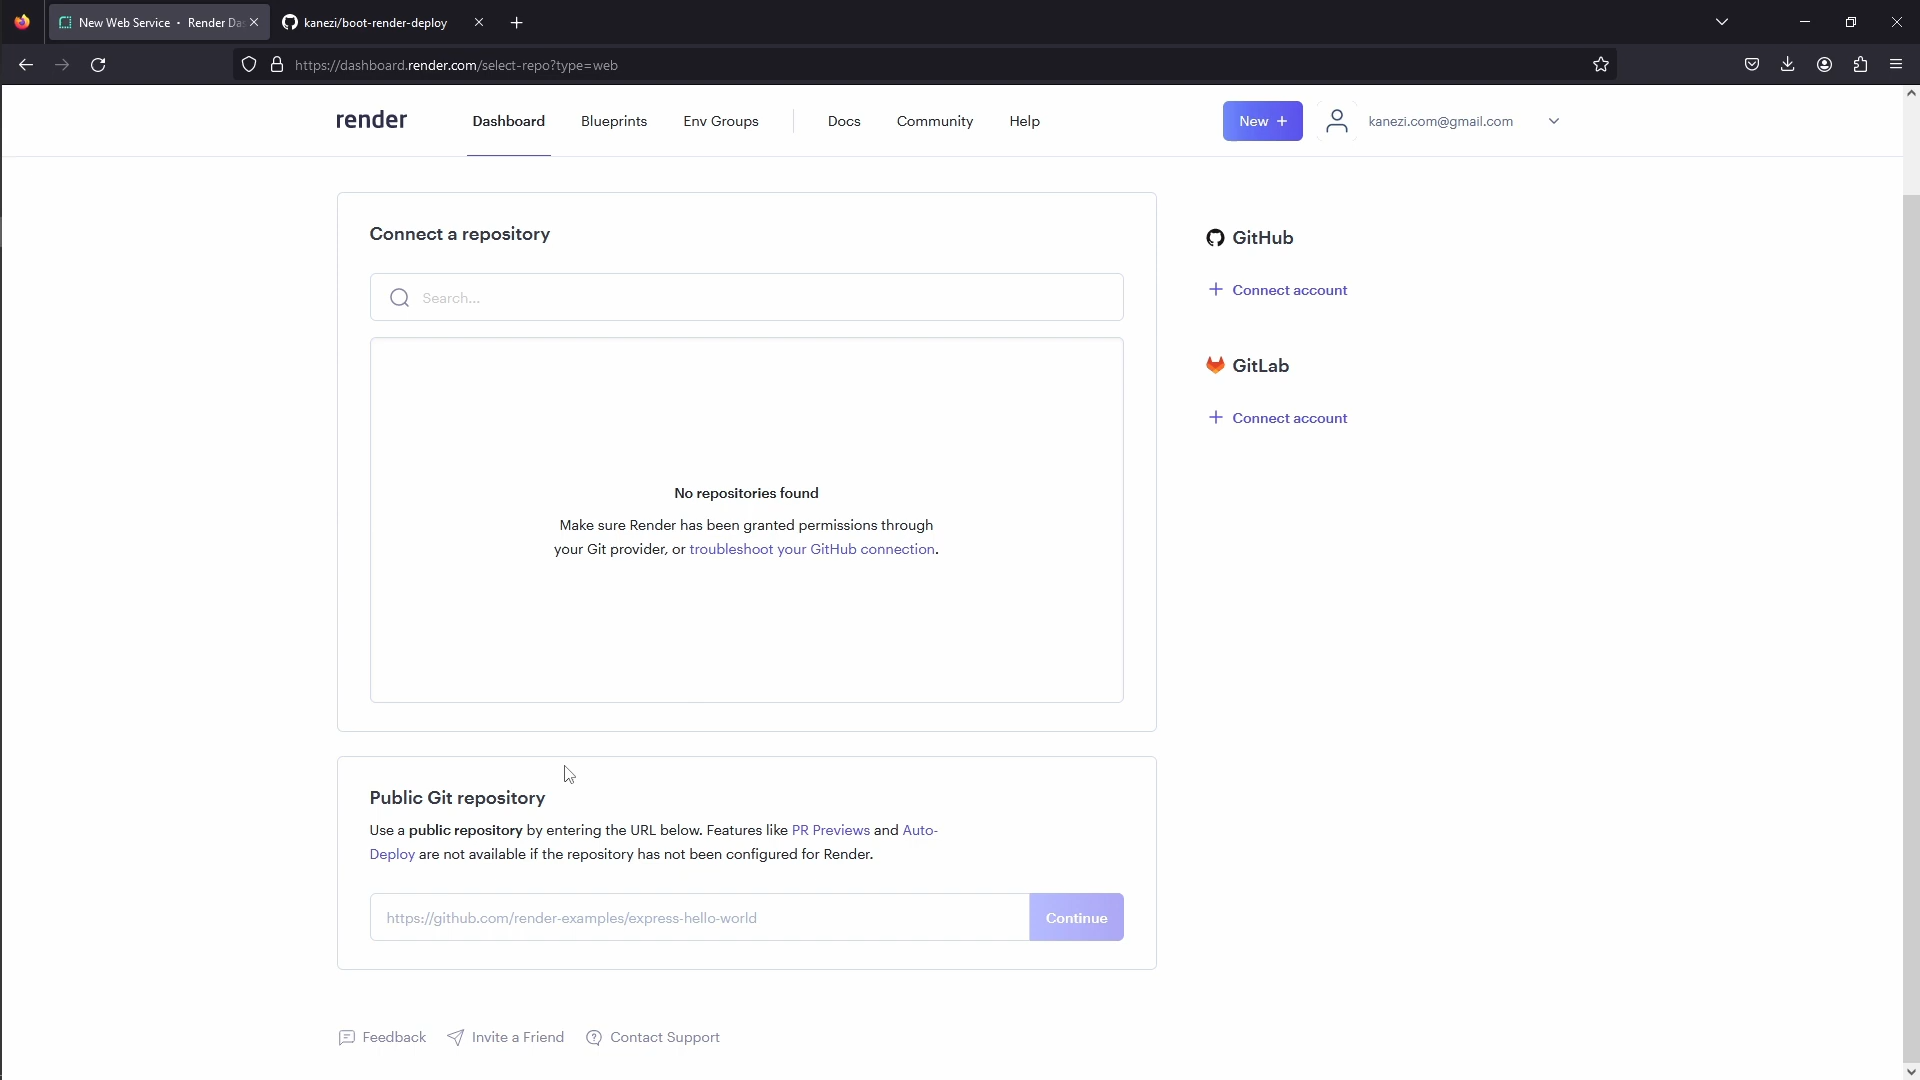 New Web Service • Render Da
kanezi/boot-render-deploy
https://dashboard.render.com/select-repo?type=web
render
Dashboard
Blueprints
Env Groups
Docs
Community
Help
New +
kanezi.com@gmail.com
Connect a repository
Search...
No repositories found
Make sure Render has been granted permissions through
your Git provider, or troubleshoot your GitHub connection.
GitHub
+ Connect account
GitLab
+ Connect account
Public Git repository
Use a public repository by entering the URL below. Features like PR Previews and Auto-
Deploy are not available if the repository has not been configured for Render.
https://github.com/render-examples/express-hello-world
Continue
Feedback
Invite a Friend
Contact Support